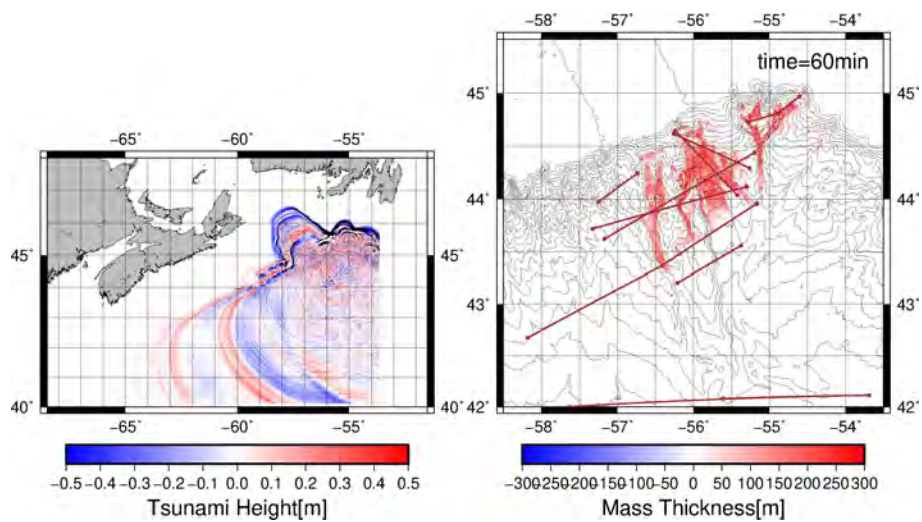 −58˚ −57˚ −56˚ −55˚ −54˚
time=60min
45˚ 45˚
44˚ 44˚
43˚ 43˚
42˚ 42˚
−58˚ −57˚ −56˚ −55˚ −54˚
−300−250−200−150−100−50 0 50 100150200250300
Mass Thickness[m]
−65˚ −60˚ −55˚
45˚ 45˚
40˚ 40˚
−65˚ −60˚ −55˚
−0.5 −0.4 −0.3 −0.2 −0.1 0.0 0.1 0.2 0.3 0.4 0.5
Tsunami Height[m]